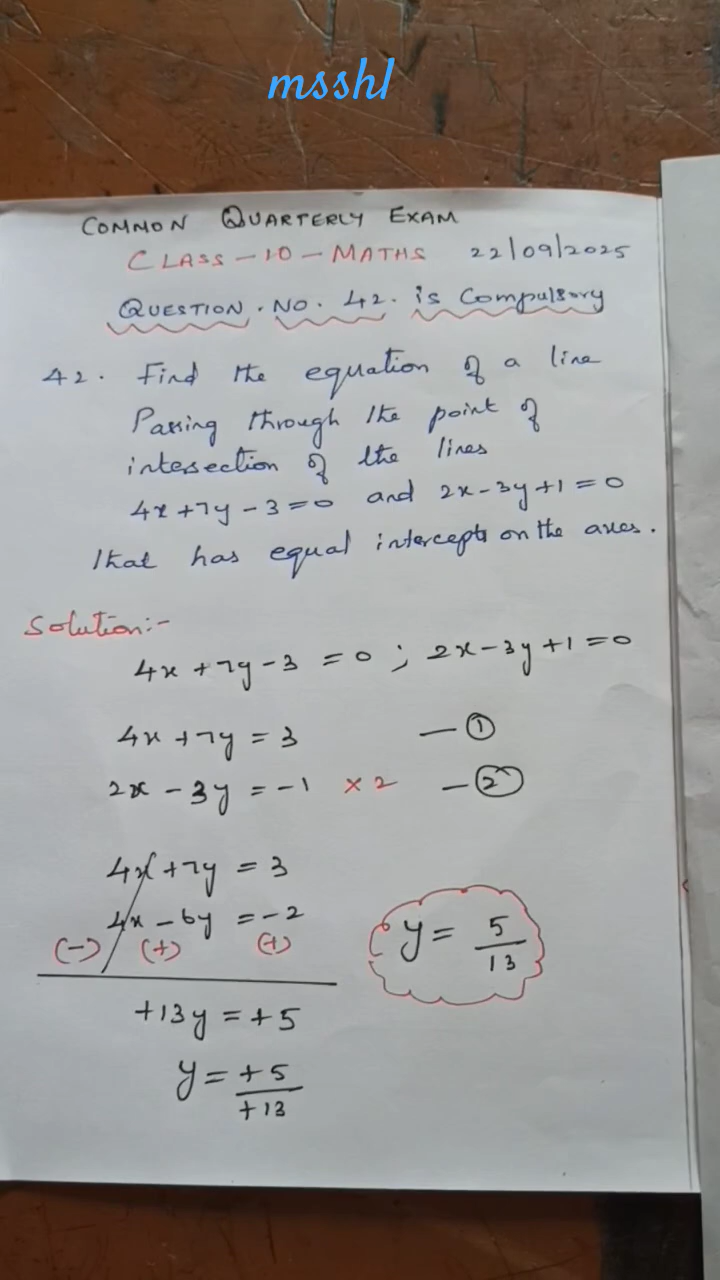 msshl
COMMON QUARTERLY EXAM
CLASS - 10 - MATHS 22/09/2025
QUESTION . NO. 42. is Compulsory
42. Find the equation of a line
Passing through the point of
intersection of the lines
4x + 7y - 3 = 0 and 2x - 3y + 1 = 0
that has equal intercepts on the axes.
Solution:-
4x + 7y - 3 = 0 ; 2x - 3y + 1 = 0
4x + 7y = 3 — ①
2x - 3y = -1 × 2 — ②
4x + 7y = 3
4x - 6y = -2
(-) (+) (+)
y = 5/13
+13y = +5
y = +5/+13